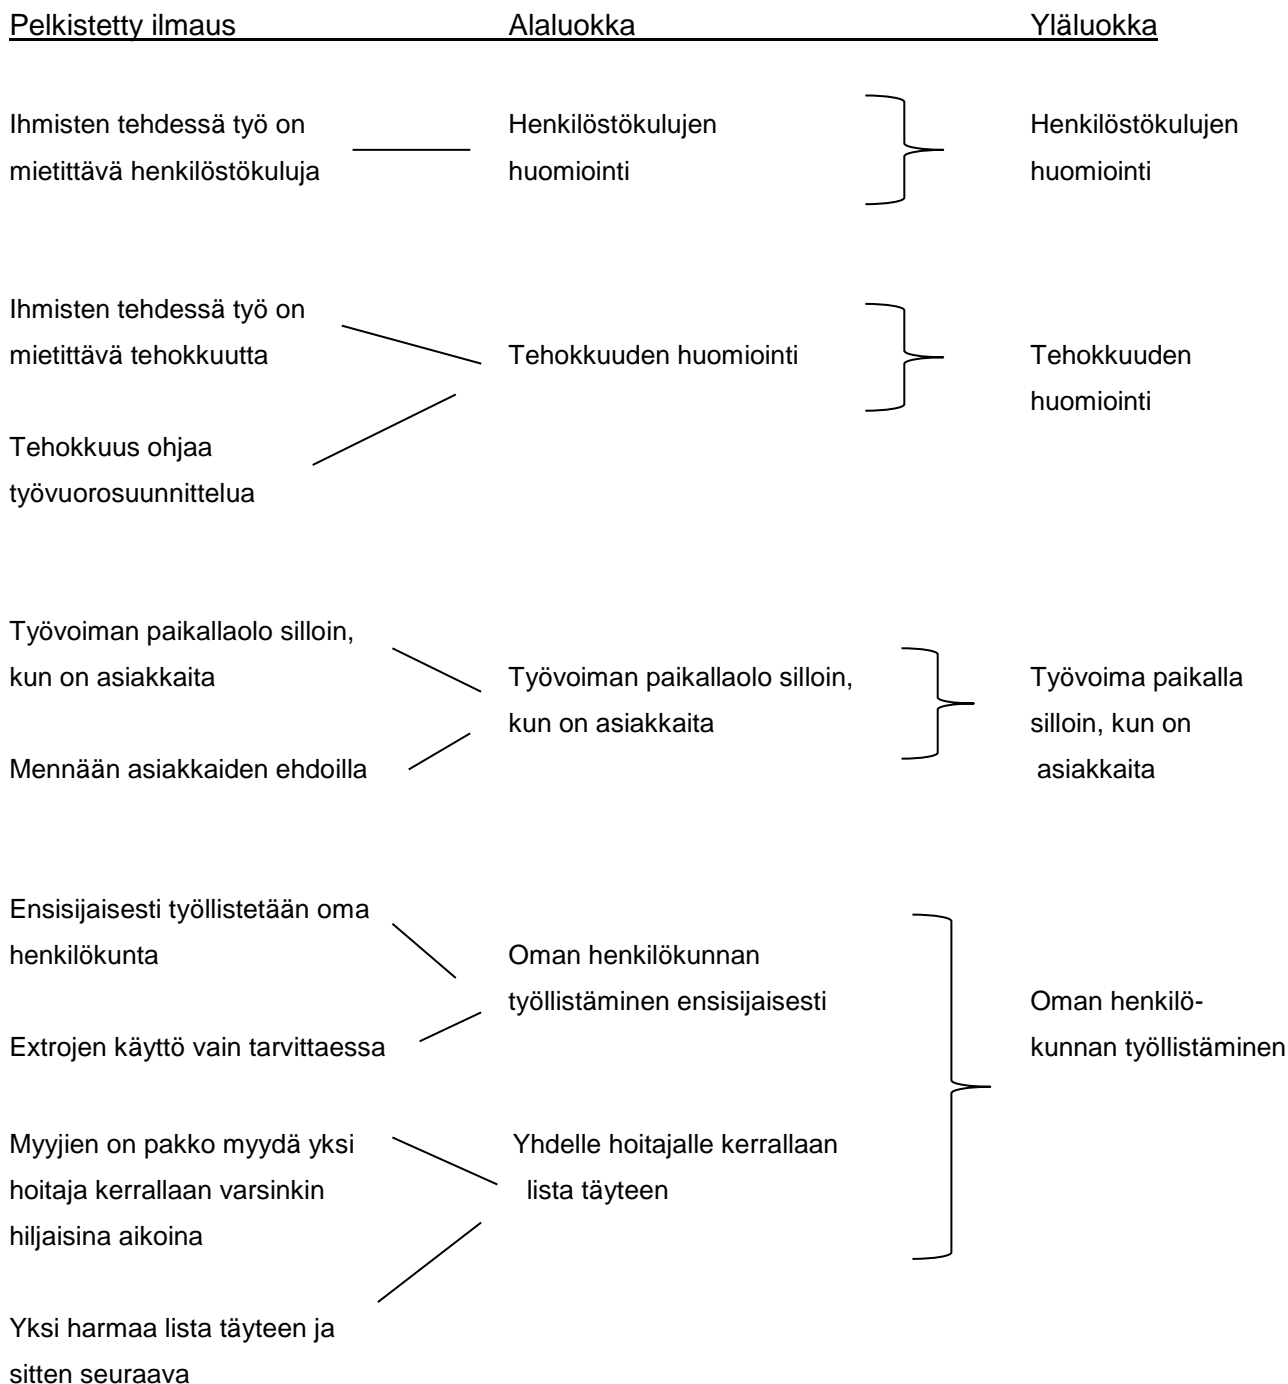 Pelkistetty ilmaus Alaluokka Yläluokka
Ihmisten tehdessä työ on Henkilöstökulujen Henkilöstökulujen
mietittävä henkilöstökuluja huomiointi huomiointi
Ihmisten tehdessä työ on
mietittävä tehokkuutta Tehokkuuden huomiointi Tehokkuuden
huomiointi
Tehokkuus ohjaa
työvuorosuunnittelua
Työvoiman paikallaolo silloin,
kun on asiakkaita Työvoiman paikallaolo silloin, Työvoima paikalla
kun on asiakkaita silloin, kun on
Mennään asiakkaiden ehdoilla asiakkaita
Ensisijaisesti työllistetään oma
henkilökunta Oman henkilökunnan
työllistäminen ensisijaisesti Oman henkilö-
Extrojen käyttö vain tarvittaessa kunnan työllistäminen
Myyjien on pakko myydä yksi Yhdelle hoitajalle kerrallaan
hoitaja kerrallaan varsinkin lista täyteen
hiljaisina aikoina
Yksi harmaa lista täyteen ja
sitten seuraava